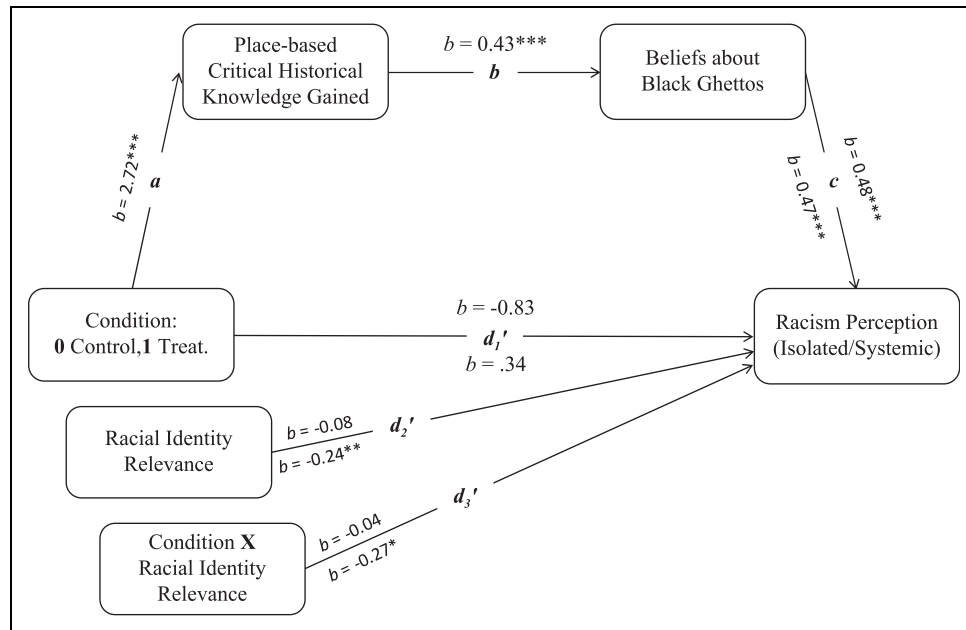 Place-based
Critical Historical
Knowledge Gained
b = 0.43***
b
Beliefs about
Black Ghettos
b = 2.72***
a
b = 0.48***
c
b = 0.47***
Condition:
0 Control,1 Treat.
b = -0.83
d1′
b = .34
Racism Perception
(Isolated/Systemic)
Racial Identity
Relevance
b = -0.08
b = -0.24**
d2′
Condition X
Racial Identity
Relevance
b = -0.04
b = -0.27*
d3′